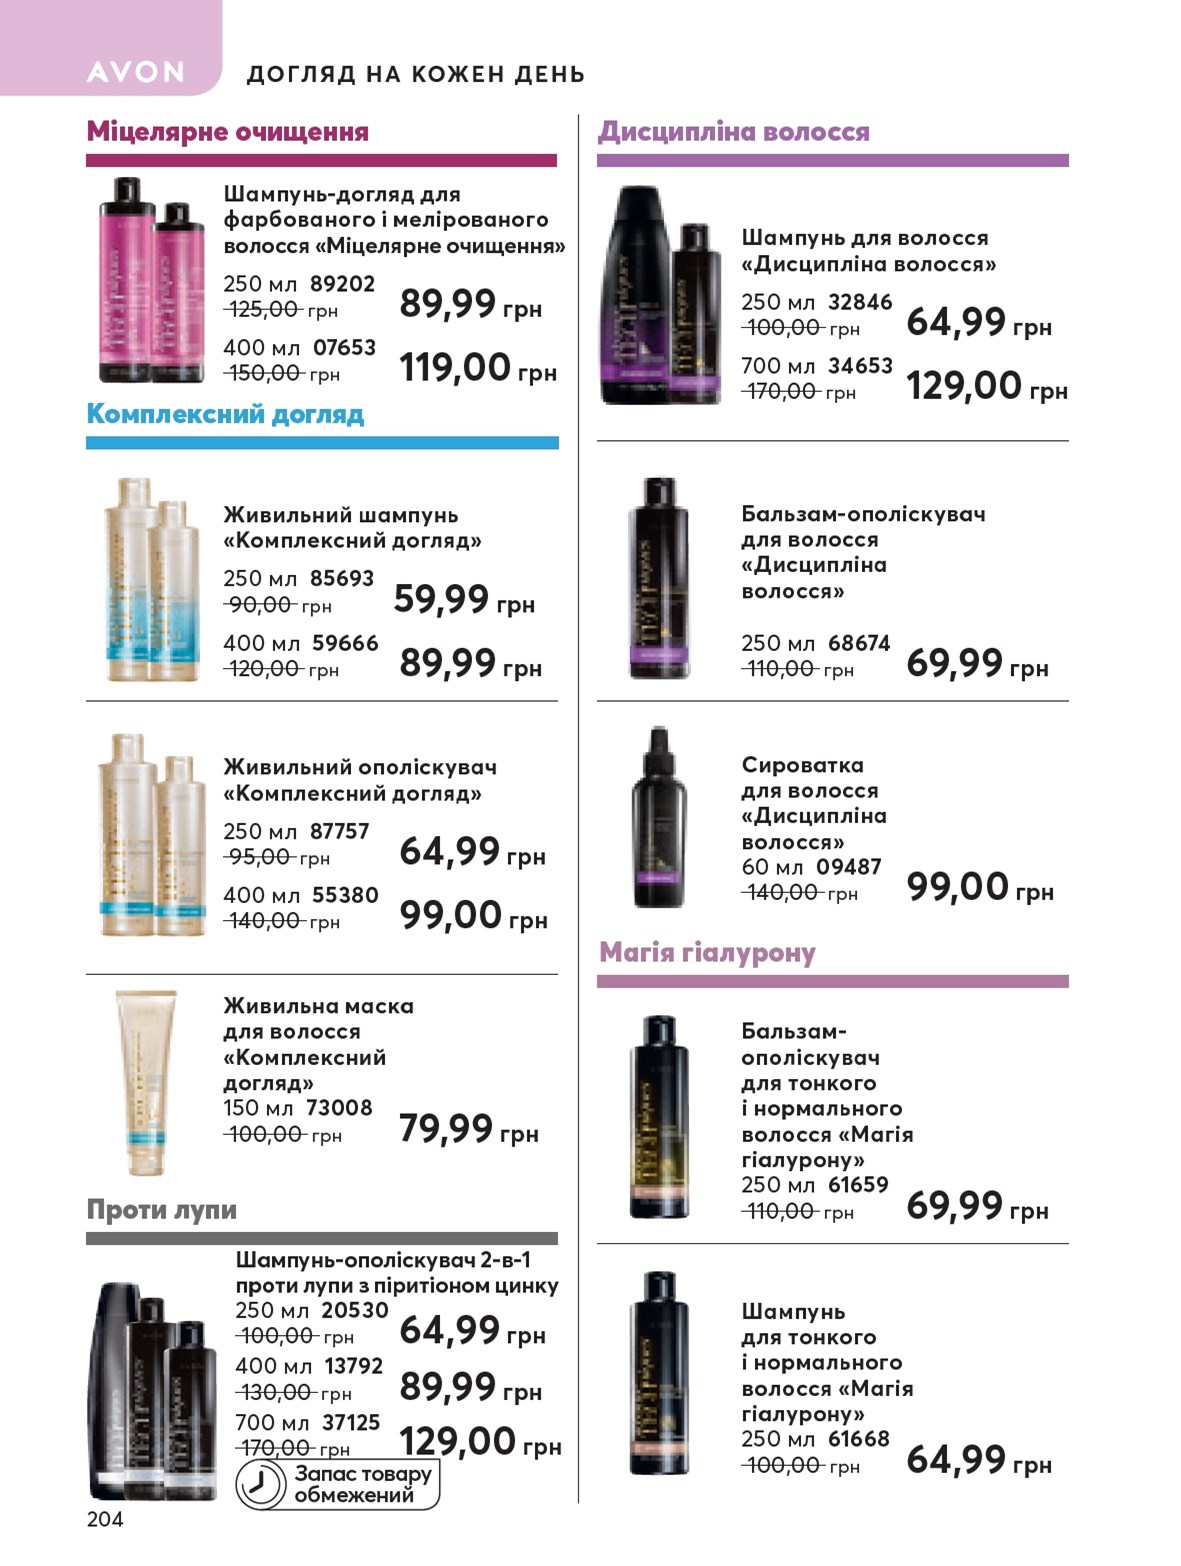 AVON
ДОГЛЯД НА КОЖЕН ДЕНЬ
Міцелярне очищення
Шампунь-догляд для
фарбованого і мелірованого
волосся «Міцелярне очищення»
250 мл 89202
125,00 грн
89,99 грн
400 мл 07653
150,00 грн
119,00 грн
Комплексний догляд
Живильний шампунь
«Комплексний догляд»
250 мл 85693
90,00 грн
59,99 грн
400 мл 59666
120,00 грн
89,99 грн
Живильний ополіскувач
«Комплексний догляд»
250 мл 87757
95,00 грн
64,99 грн
400 мл 55380
140,00 грн
99,00 грн
Живильна маска
для волосся
«Комплексний
догляд»
150 мл 73008
100,00 грн
79,99 грн
Проти лупи
Шампунь-ополіскувач 2-в-1
проти лупи з піритіоном цинку
250 мл 20530
100,00 грн
64,99 грн
400 мл 13792
130,00 грн
89,99 грн
700 мл 37125
170,00 грн
129,00 грн
Запас товару
обмежений
204
Дисципліна волосся
Шампунь для волосся
«Дисципліна волосся»
250 мл 32846
100,00 грн
64,99 грн
700 мл 34653
170,00 грн
129,00 грн
Бальзам-ополіскувач
для волосся
«Дисципліна
волосся»
250 мл 68674
110,00 грн
69,99 грн
Сироватка
для волосся
«Дисципліна
волосся»
60 мл 09487
140,00 грн
99,00 грн
Магія гіалурону
Бальзам-
ополіскувач
для тонкого
і нормального
волосся «Магія
гіалурону»
250 мл 61659
110,00 грн
69,99 грн
Шампунь
для тонкого
і нормального
волосся «Магія
гіалурону»
250 мл 61668
100,00 грн
64,99 грн